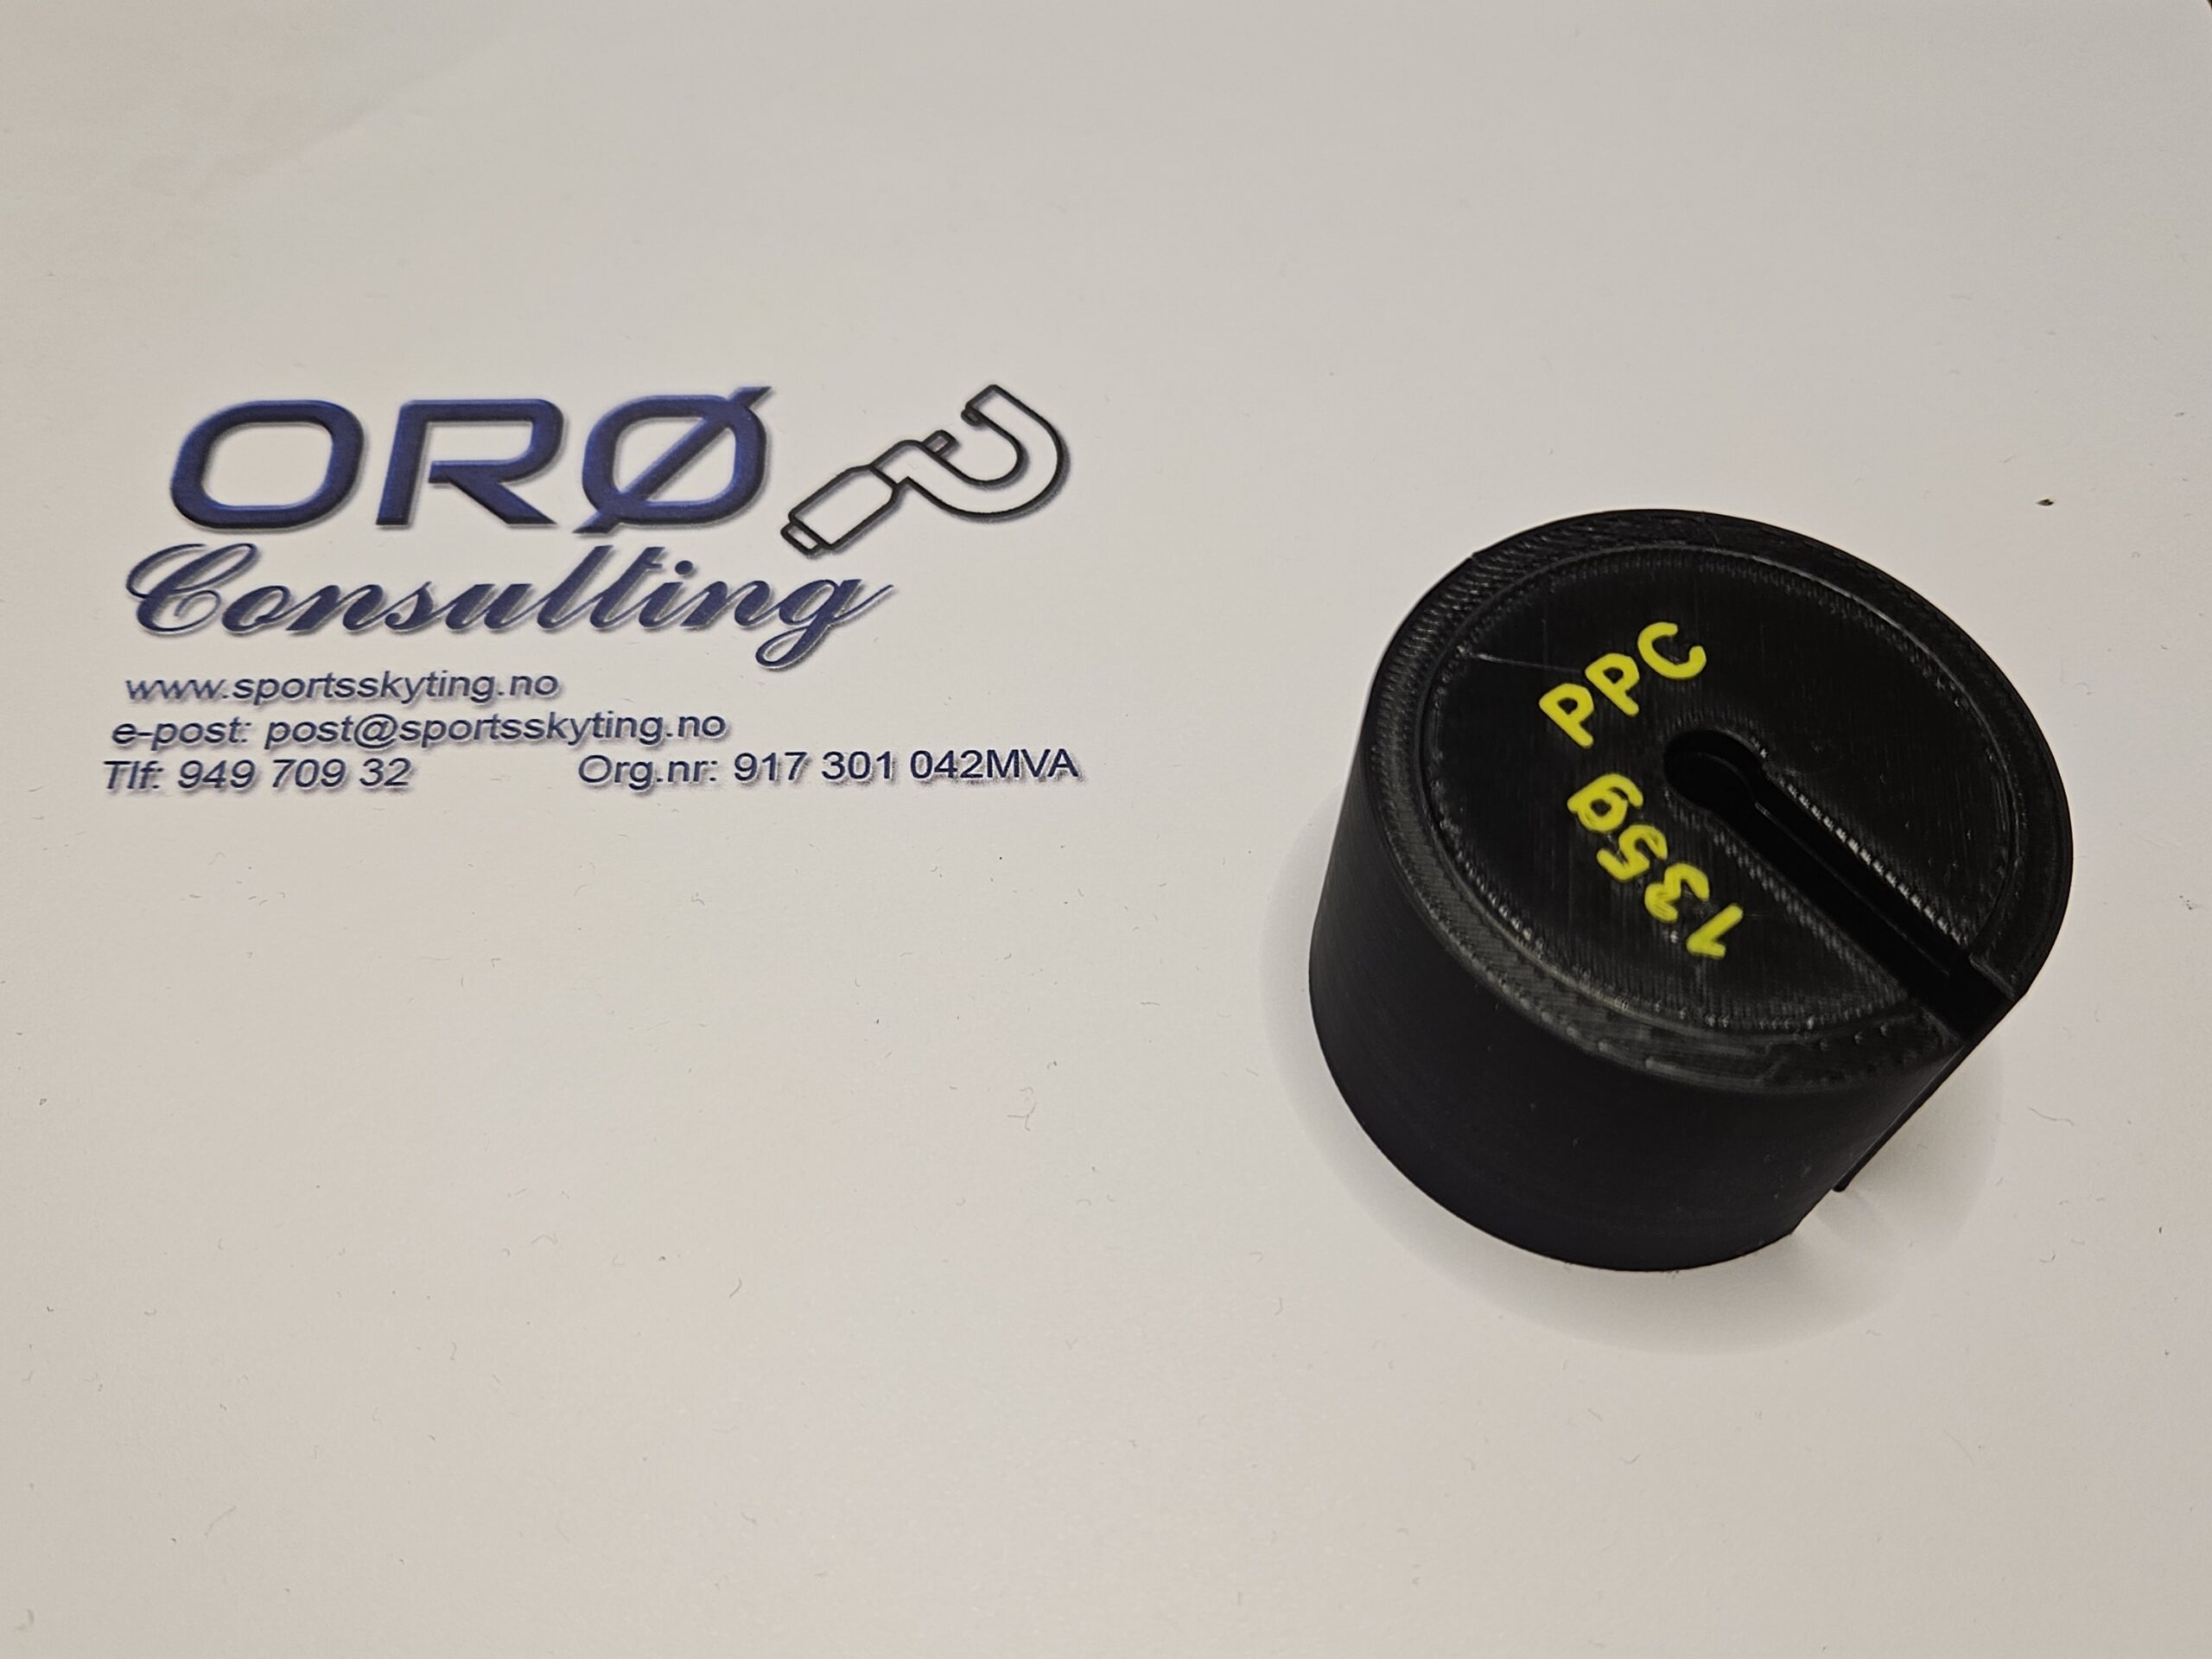 ORØ
Consulting
www.sportsskyting.no
e-post: post@sportsskyting.no
Tlf: 949 709 32 Org.nr: 917 301 042MVA
PPC
135g